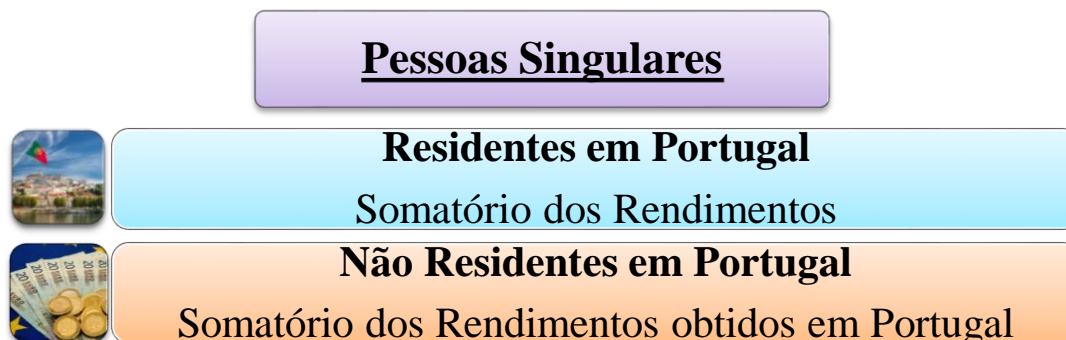 Pessoas Singulares
Residentes em Portugal
Somatório dos Rendimentos
Não Residentes em Portugal
Somatório dos Rendimentos obtidos em Portugal